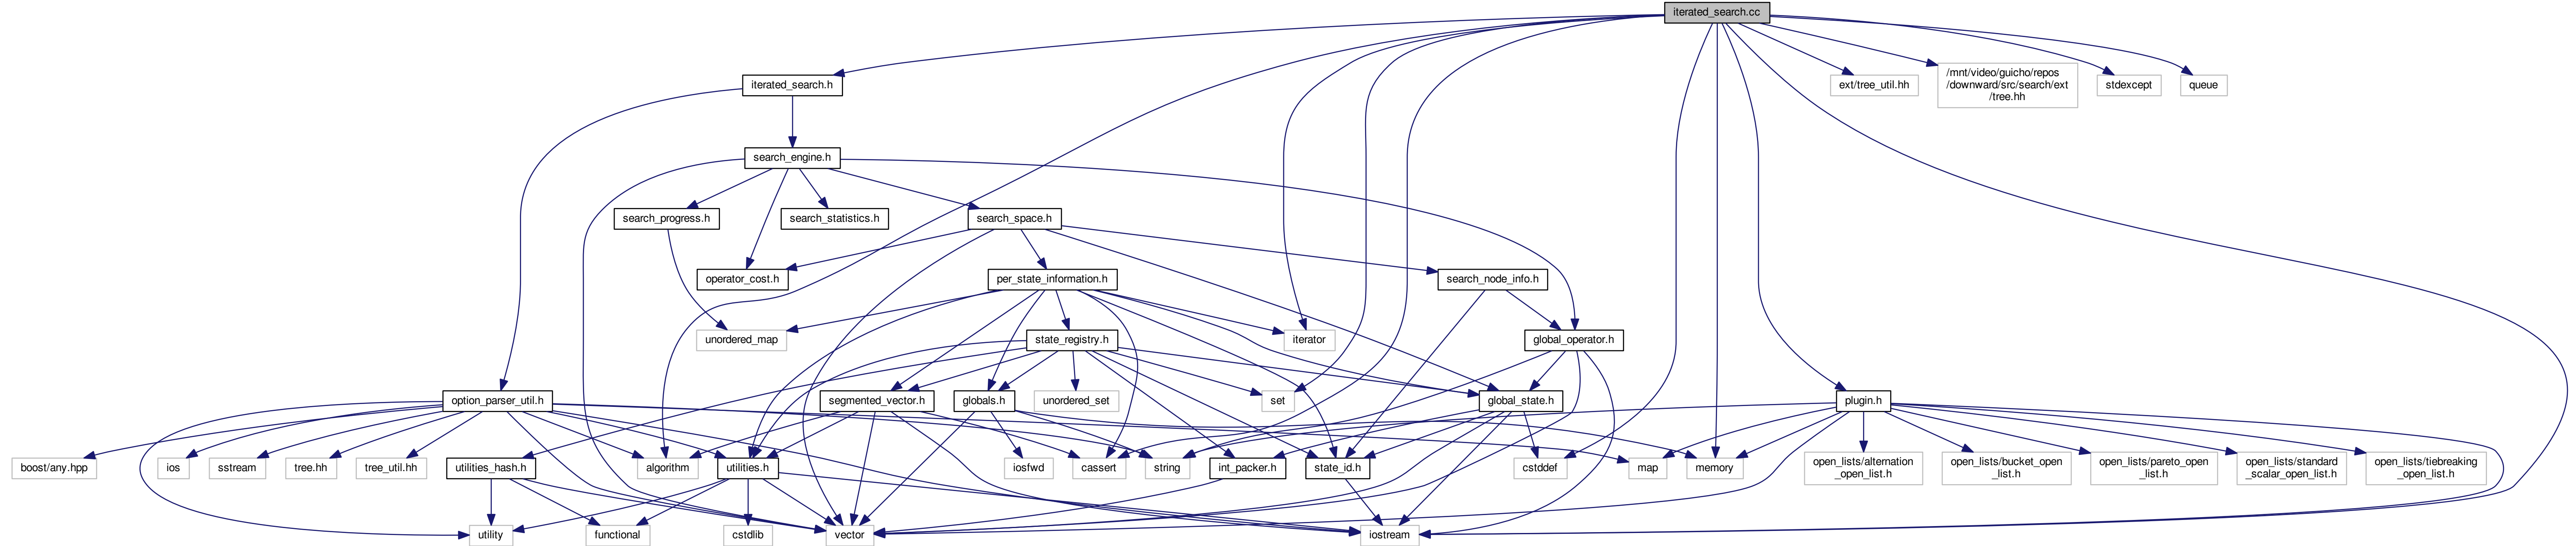 iterated_search.cc
iterated_search.h
ext/tree_util.hh
/mnt/video/guicho/repos
/downward/src/search/ext
/tree.hh
stdexcept
queue
search_engine.h
search_progress.h
search_statistics.h
search_space.h
operator_cost.h
per_state_information.h
search_node_info.h
unordered_map
state_registry.h
iterator
global_operator.h
option_parser_util.h
segmented_vector.h
globals.h
unordered_set
set
global_state.h
plugin.h
boost/any.hpp
ios
sstream
tree.hh
tree_util.hh
utilities_hash.h
algorithm
utilities.h
iosfwd
cassert
string
int_packer.h
state_id.h
cstddef
map
memory
open_lists/alternation
_open_list.h
open_lists/bucket_open
_list.h
open_lists/pareto_open
_list.h
open_lists/standard
_scalar_open_list.h
open_lists/tiebreaking
_open_list.h
utility
functional
cstdlib
vector
iostream